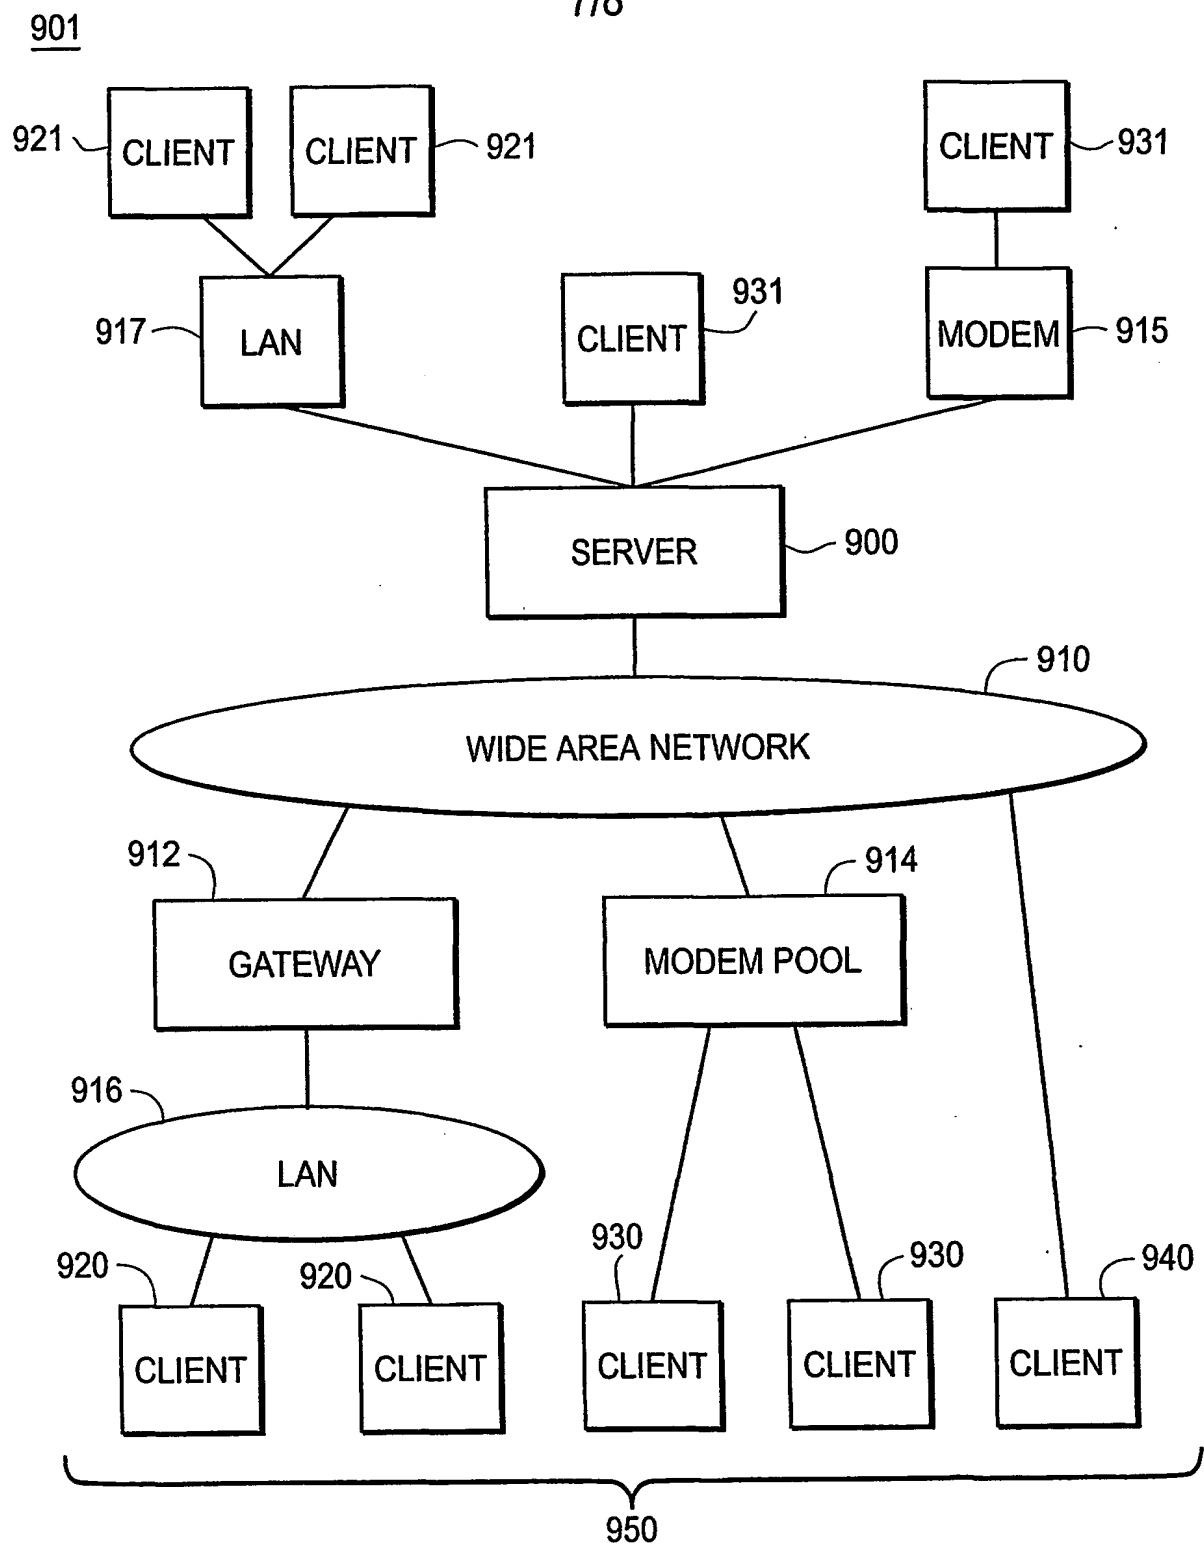 901
921
CLIENT
CLIENT
921
CLIENT
931
917
LAN
931
CLIENT
MODEM
915
SERVER
900
910
WIDE AREA NETWORK
912
914
GATEWAY
MODEM POOL
916
LAN
920
920
930
930
940
CLIENT
CLIENT
CLIENT
CLIENT
CLIENT
950